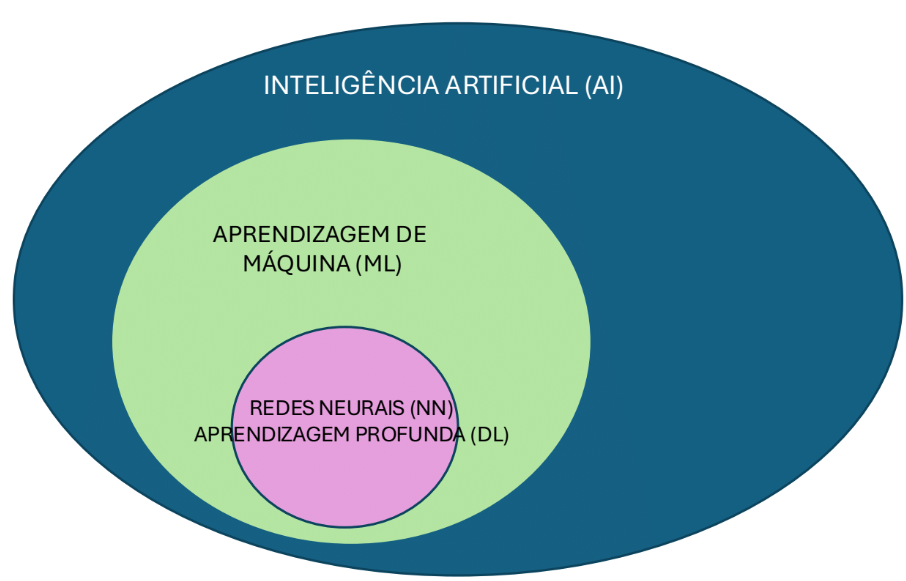 INTELIGÊNCIA ARTIFICIAL (AI)
APRENDIZAGEM DE
MÁQUINA (ML)
REDES NEURAIS (NN)
APRENDIZAGEM PROFUNDA (DL)